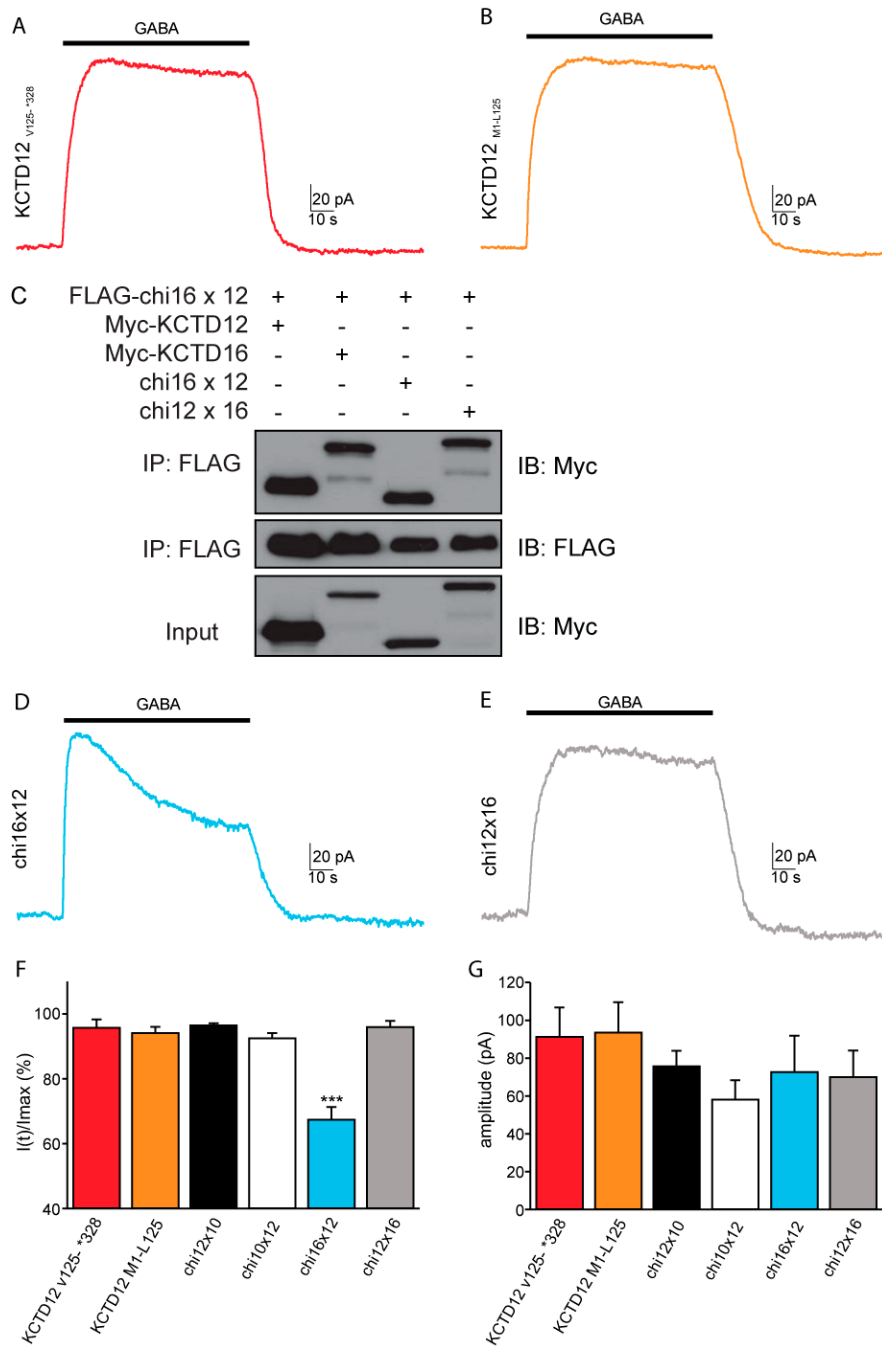 A
GABA
KCTD12 V125- *328
20 pA
10 s
B
GABA
KCTD12 M1-L125
20 pA
10 s
C
FLAG-chi16 x 12 + + + +
Myc-KCTD12 + - - -
Myc-KCTD16 - + - -
chi16 x 12 - - + -
chi12 x 16 - - - +
IP: FLAG IB: Myc
IP: FLAG IB: FLAG
Input IB: Myc
D
GABA
chi16x12
20 pA
10 s
E
GABA
chi12x16
20 pA
10 s
F
I(t)/Imax (%)
100
80
60
40
***
KCTD12 v125- *328
KCTD12 M1-L125
chi12x10
chi10x12
chi16x12
chi12x16
G
amplitude (pA)
120
100
80
60
40
20
0
KCTD12 v125- *328
KCTD12 M1-L125
chi12x10
chi10x12
chi16x12
chi12x16